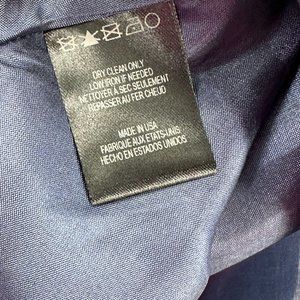 DRY CLEAN ONLY
LOW IRON IF NEEDED
NETTOYER À SEC SEULEMENT
REPASSER AU FER CHEUD
MADE IN USA
FABRIQUE AUX ETATS-UNIS
HECHO EN ESTADOS UNIDOS